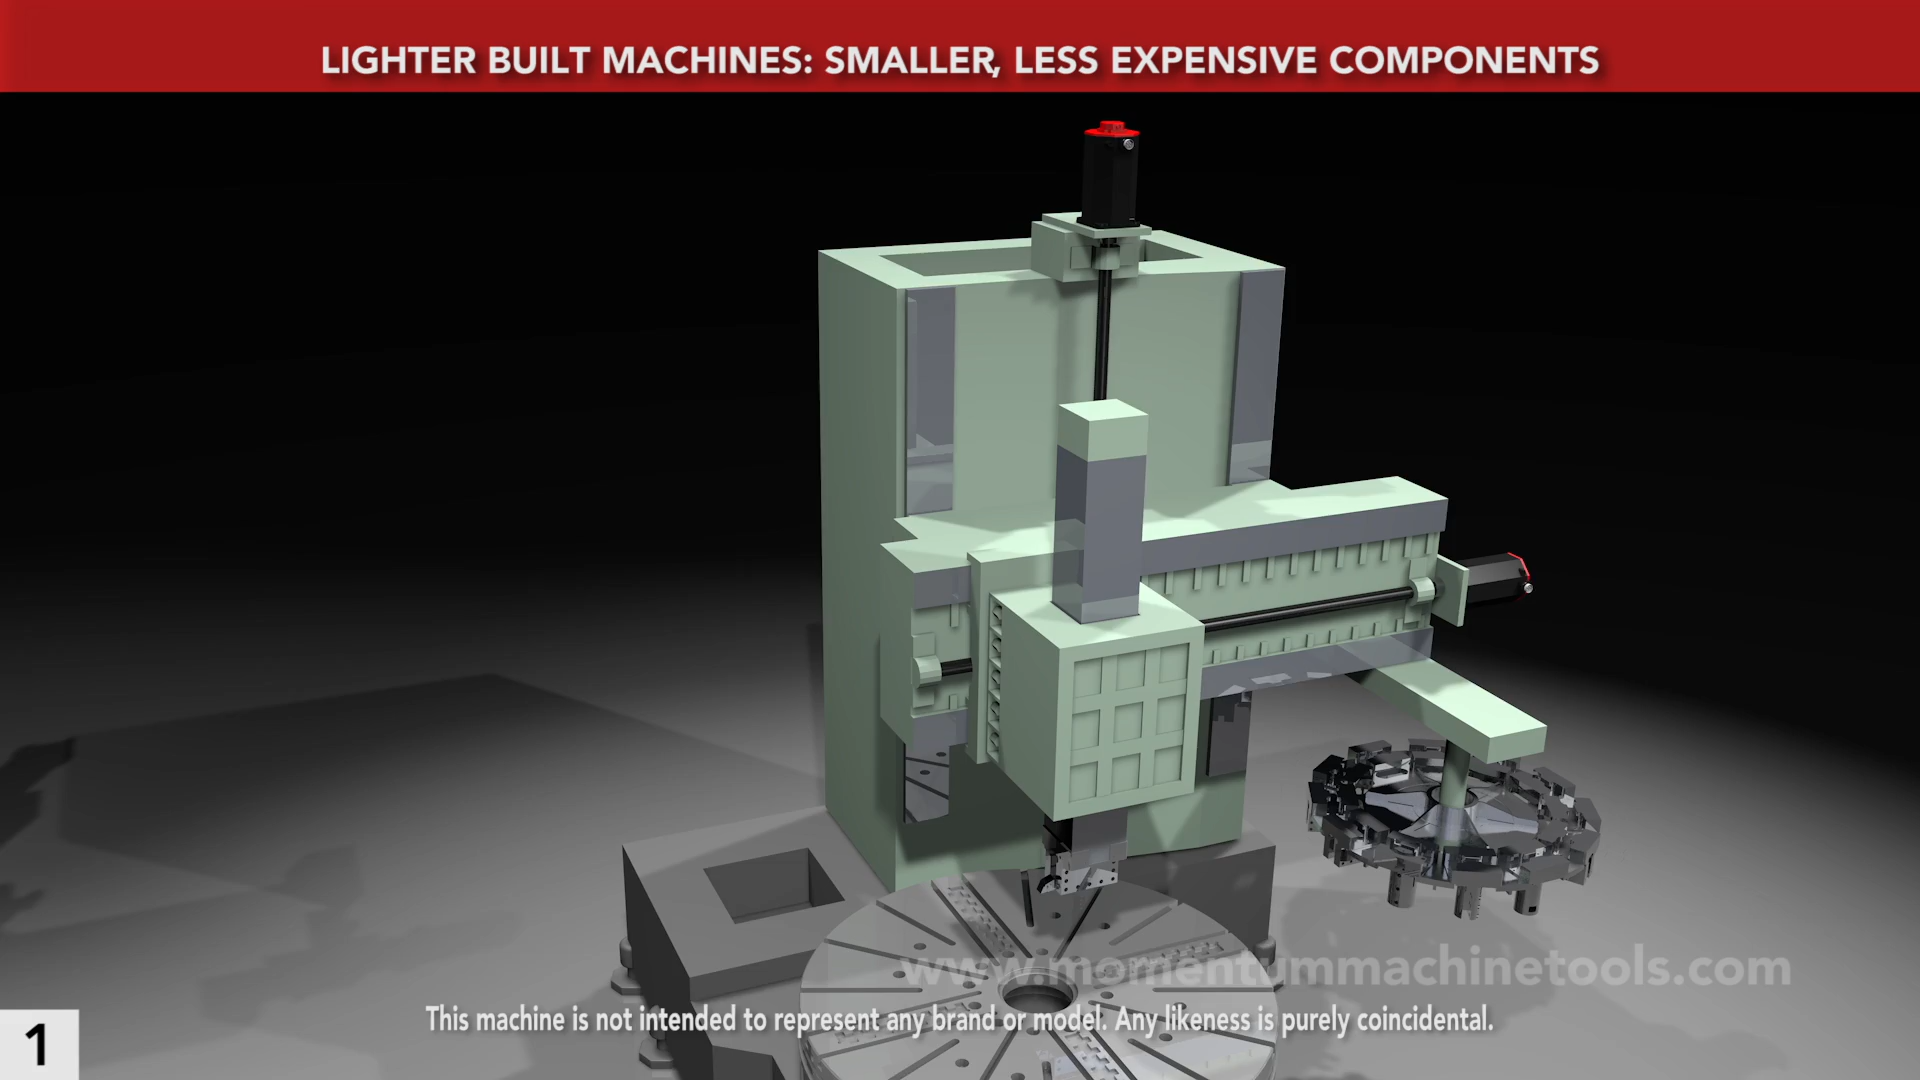 LIGHTER BUILT MACHINES: SMALLER, LESS EXPENSIVE COMPONENTS
www.momentummachinetools.com
This machine is not intended to represent any brand or model. Any likeness is purely coincidental.
1